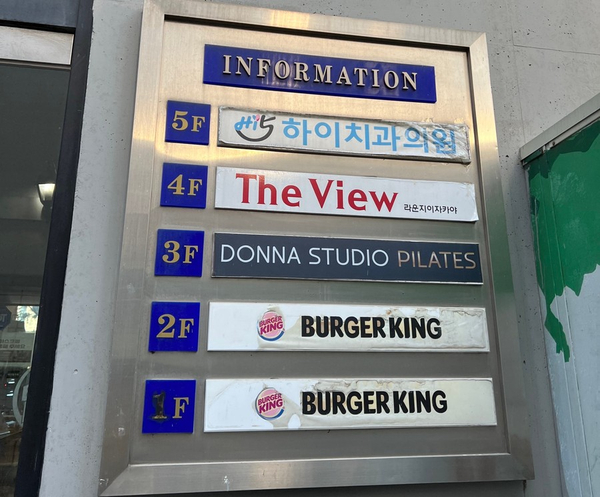 INFORMATION
5F Hi5 하이치과의원
4F The View 라운지이자카야
3F DONNA STUDIO PILATES
2F BURGER KING BURGER KING
1F BURGER KING BURGER KING